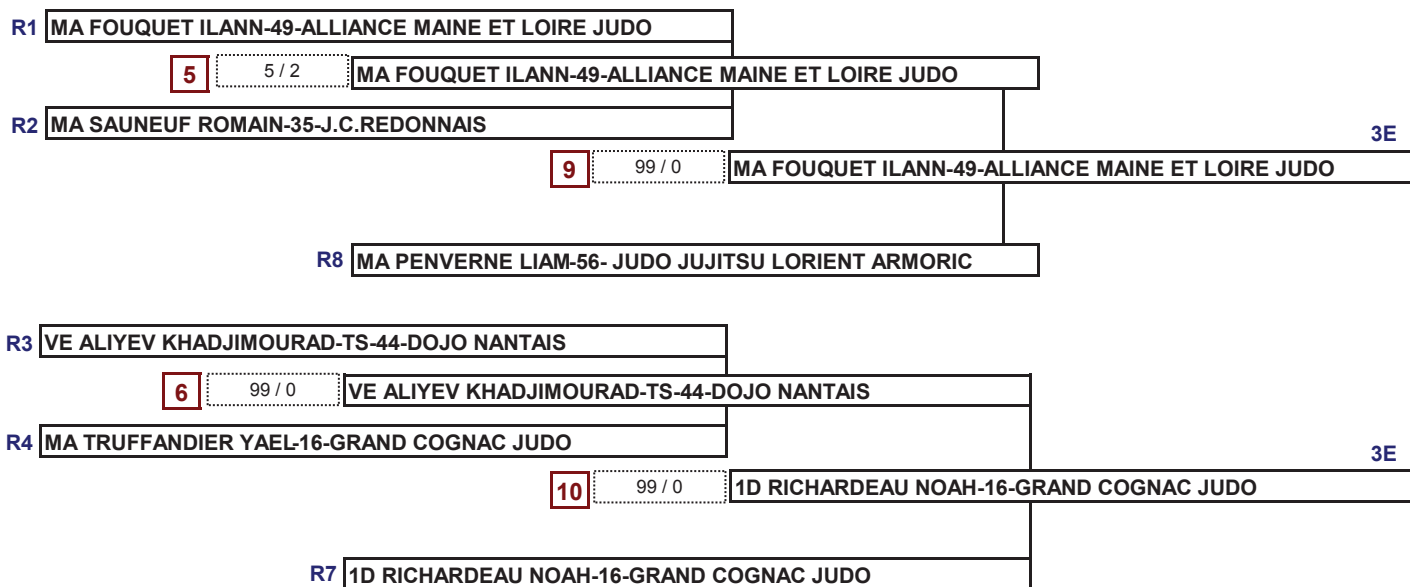 R1 MA FOUQUET ILANN-49-ALLIANCE MAINE ET LOIRE JUDO
5 5 / 2 MA FOUQUET ILANN-49-ALLIANCE MAINE ET LOIRE JUDO
R2 MA SAUNEUF ROMAIN-35-J.C.REDONNAIS
3E
9 99 / 0 MA FOUQUET ILANN-49-ALLIANCE MAINE ET LOIRE JUDO
R8 MA PENVERNE LIAM-56- JUDO JUJITSU LORIENT ARMORIC
R3 VE ALIYEV KHADJIMOURAD-TS-44-DOJO NANTAIS
6 99 / 0 VE ALIYEV KHADJIMOURAD-TS-44-DOJO NANTAIS
R4 MA TRUFFANDIER YAEL-16-GRAND COGNAC JUDO
3E
10 99 / 0 1D RICHARDEAU NOAH-16-GRAND COGNAC JUDO
R7 1D RICHARDEAU NOAH-16-GRAND COGNAC JUDO